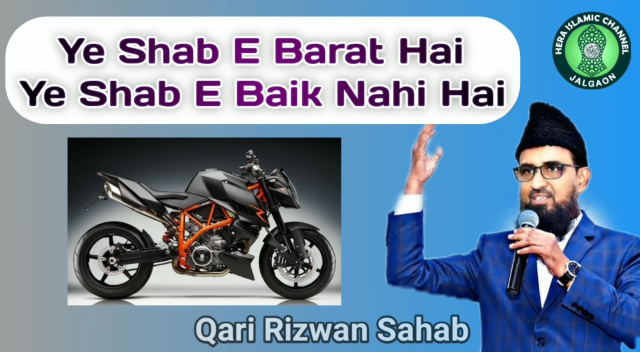 Ye Shab E Barat Hai
Ye Shab E Baik Nahi Hai
HERA ISLAMIC CHANNEL
JALGAON
Qari Rizwan Sahab